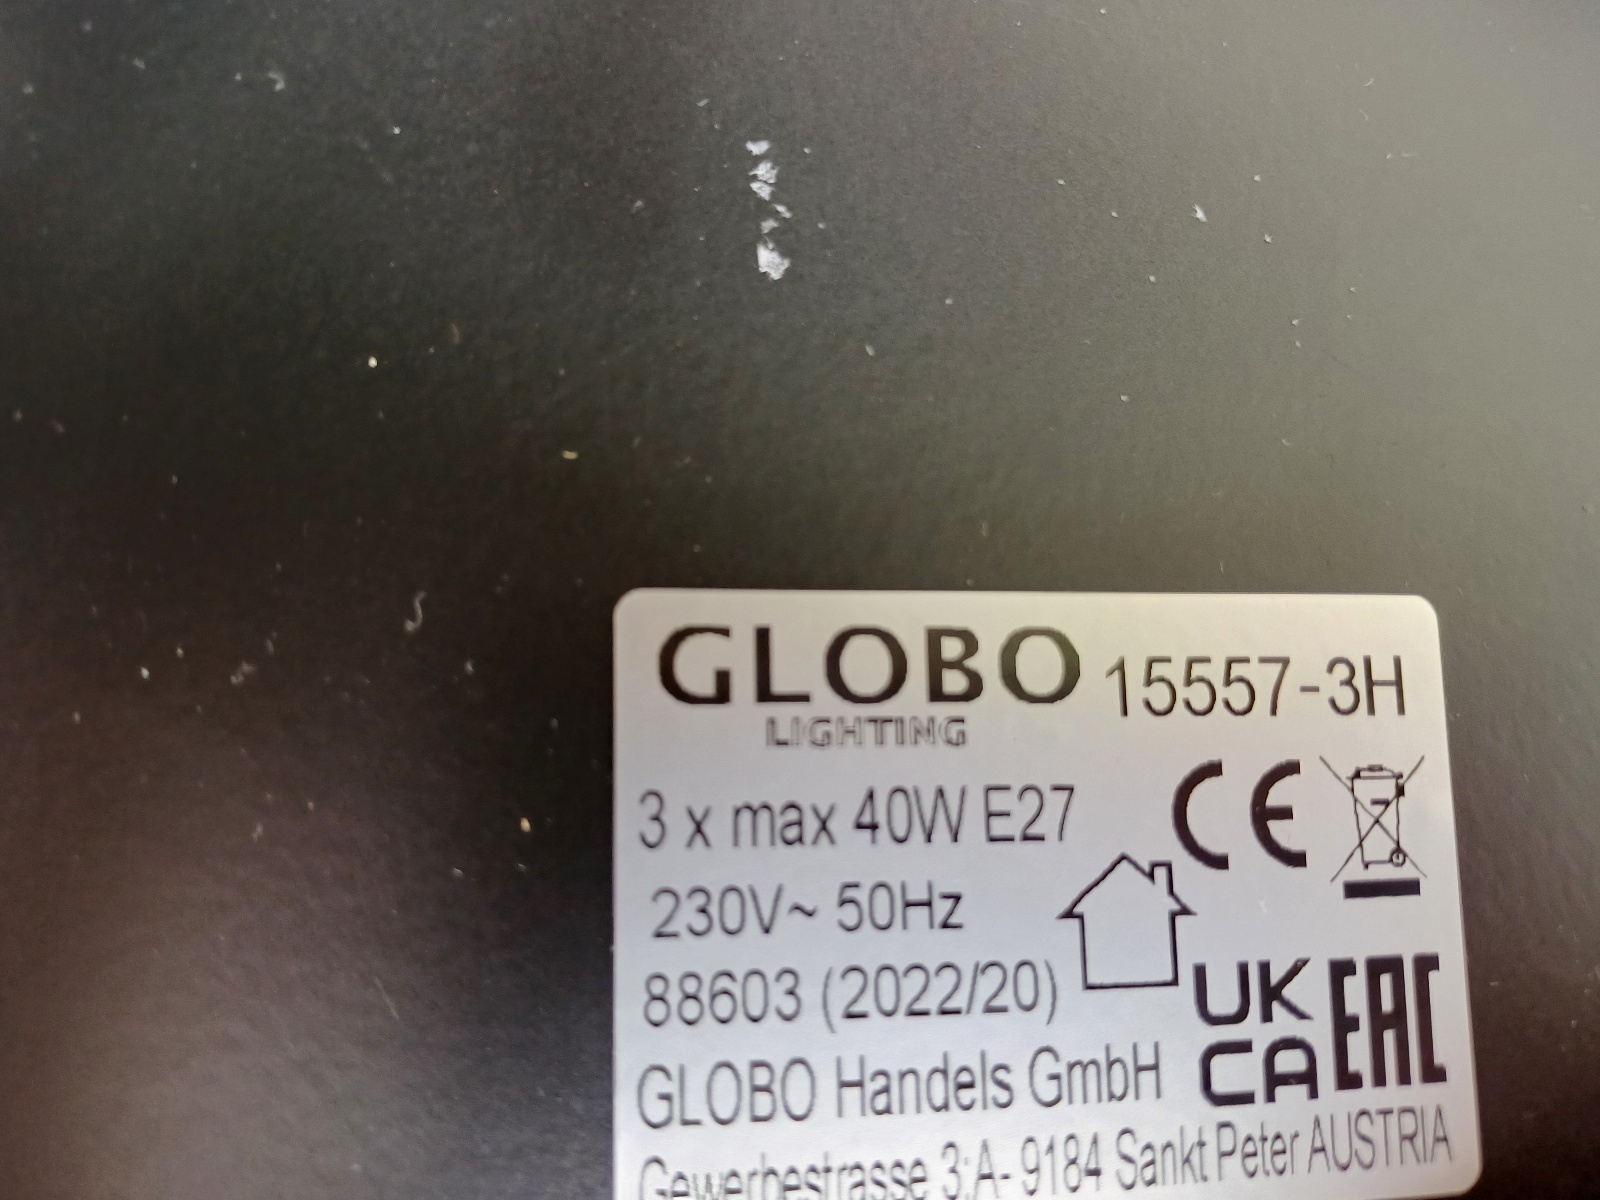 GLOBO 15557-3H
LIGHTING
3 x max 40W E27
CE
230V~ 50Hz
88603 (2022/20)
UK
CA
EAC
GLOBO Handels GmbH
Gewerbestrasse 3;A- 9184 Sankt Peter AUSTRIA